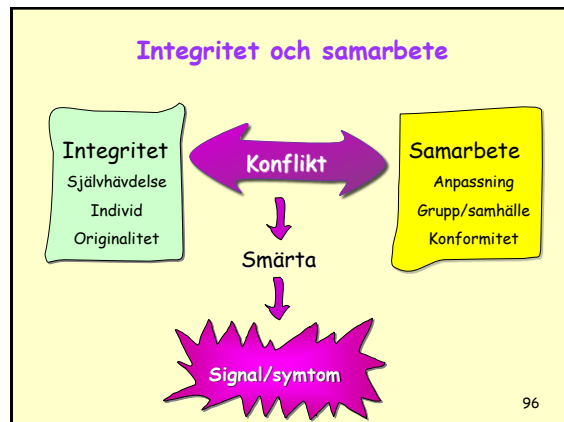 Integritet och samarbete
Integritet
Självhävdelse
Individ
Originalitet
Konflikt
Samarbete
Anpassning
Grupp/samhälle
Konformitet
Smärta
Signal/symtom
96